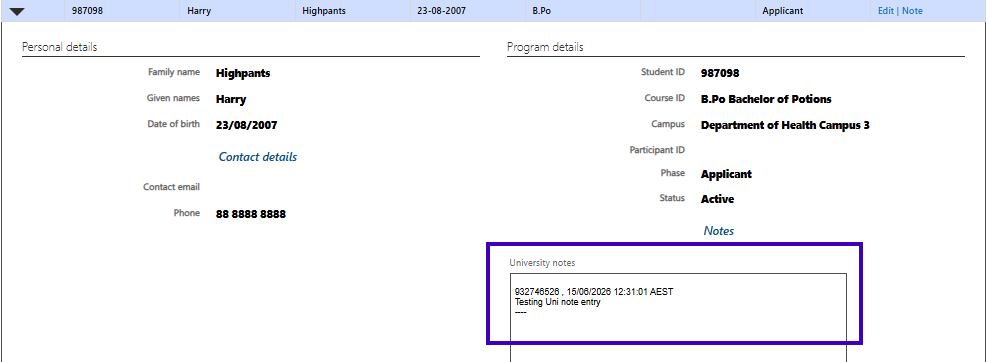 987098 Harry Highpants 23-08-2007 B.Po Applicant Edit | Note
Personal details
Family name Highpants
Given names Harry
Date of birth 23/08/2007
Contact details
Contact email
Phone 88 8888 8888
Program details
Student ID 987098
Course ID B.Po Bachelor of Potions
Campus Department of Health Campus 3
Participant ID
Phase Applicant
Status Active
Notes
University notes
932746526 , 15/06/2026 12:31:01 AEST
Testing Uni note entry
----